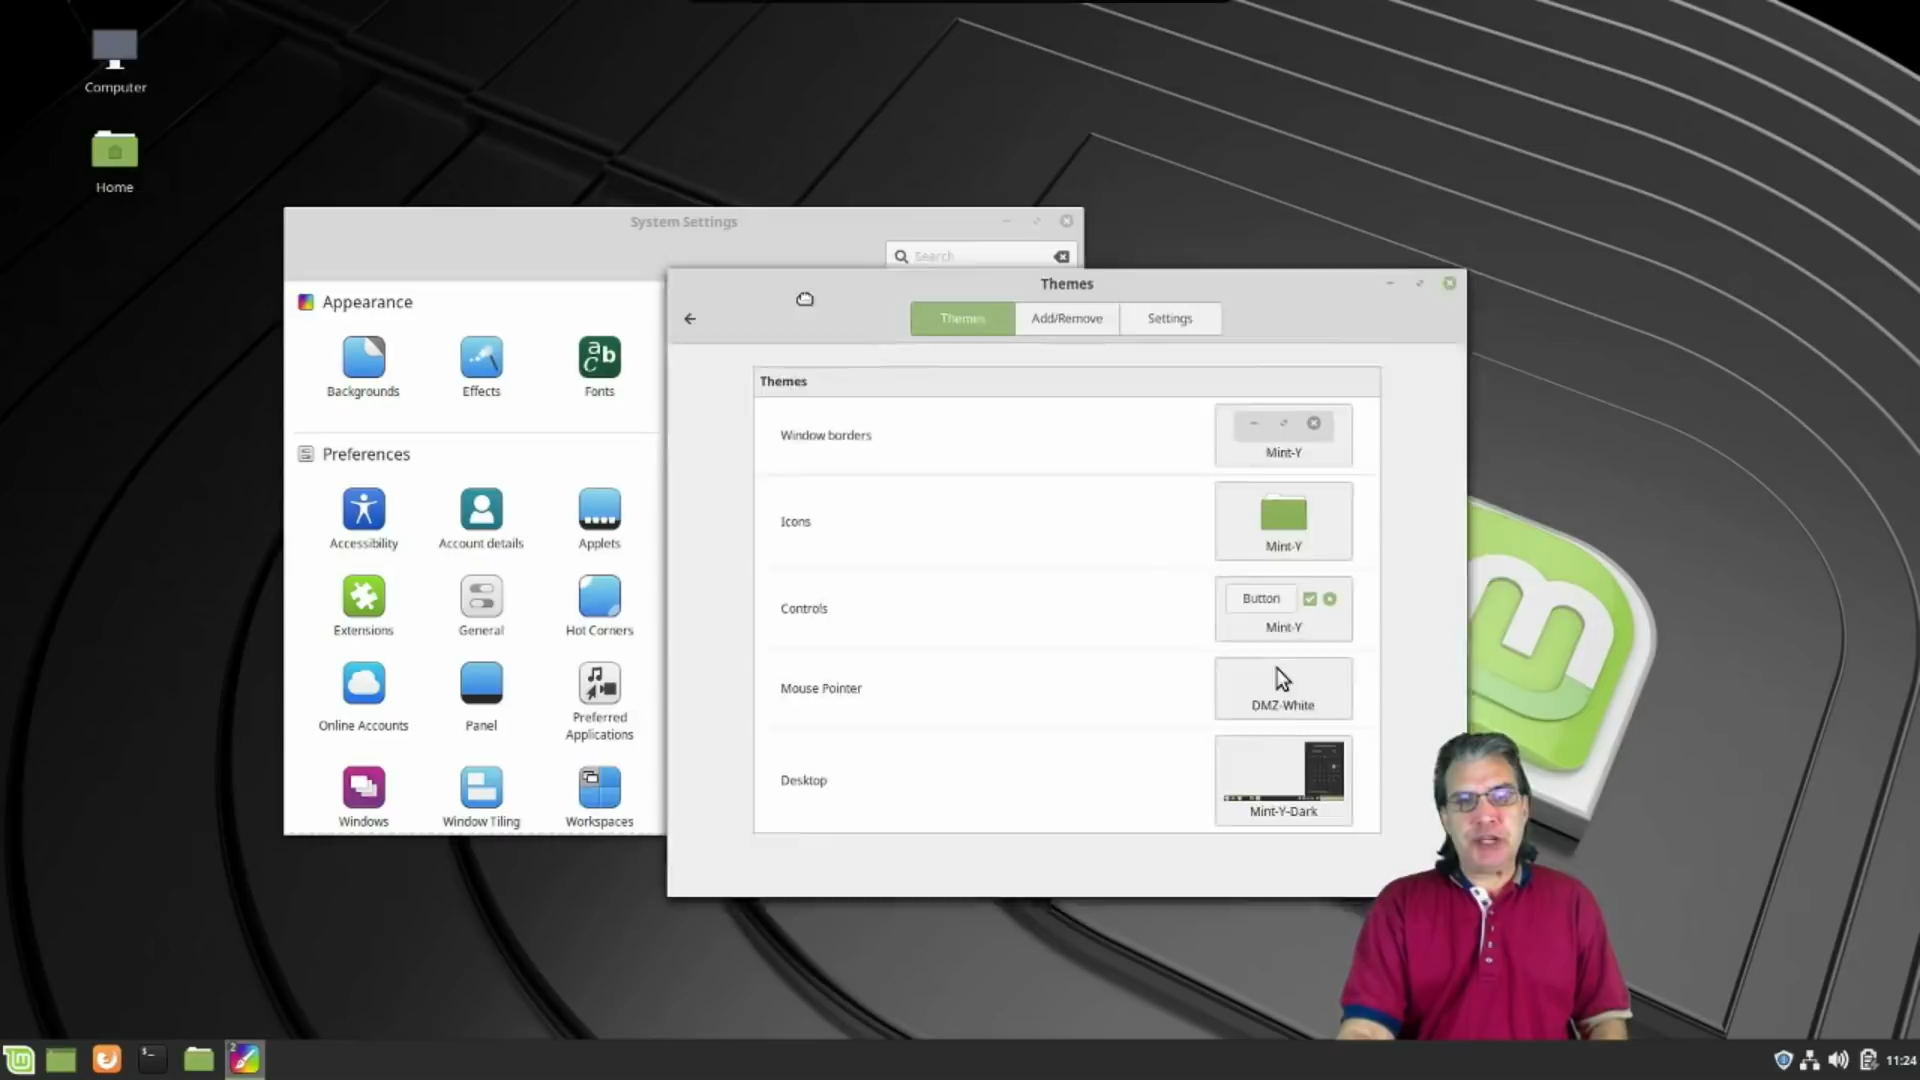 Computer
Home
System Settings
Search
Appearance
Backgrounds
Effects
Fonts
Preferences
Accessibility
Account details
Applets
Extensions
General
Hot Corners
Online Accounts
Panel
Preferred
Applications
Windows
Window Tiling
Workspaces
Themes
Themes
Add/Remove
Settings
Themes
Window borders
Mint-Y
Icons
Mint-Y
Controls
Button
Mint-Y
Mouse Pointer
DMZ-White
Desktop
Mint-Y-Dark
2
11:24